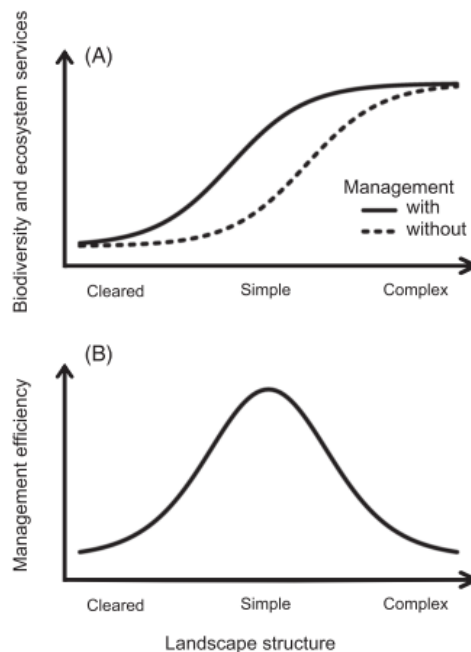 (A)
Biodiversity and ecosystem services
Management
with
without
Cleared Simple Complex
(B)
Management efficiency
Cleared Simple Complex
Landscape structure